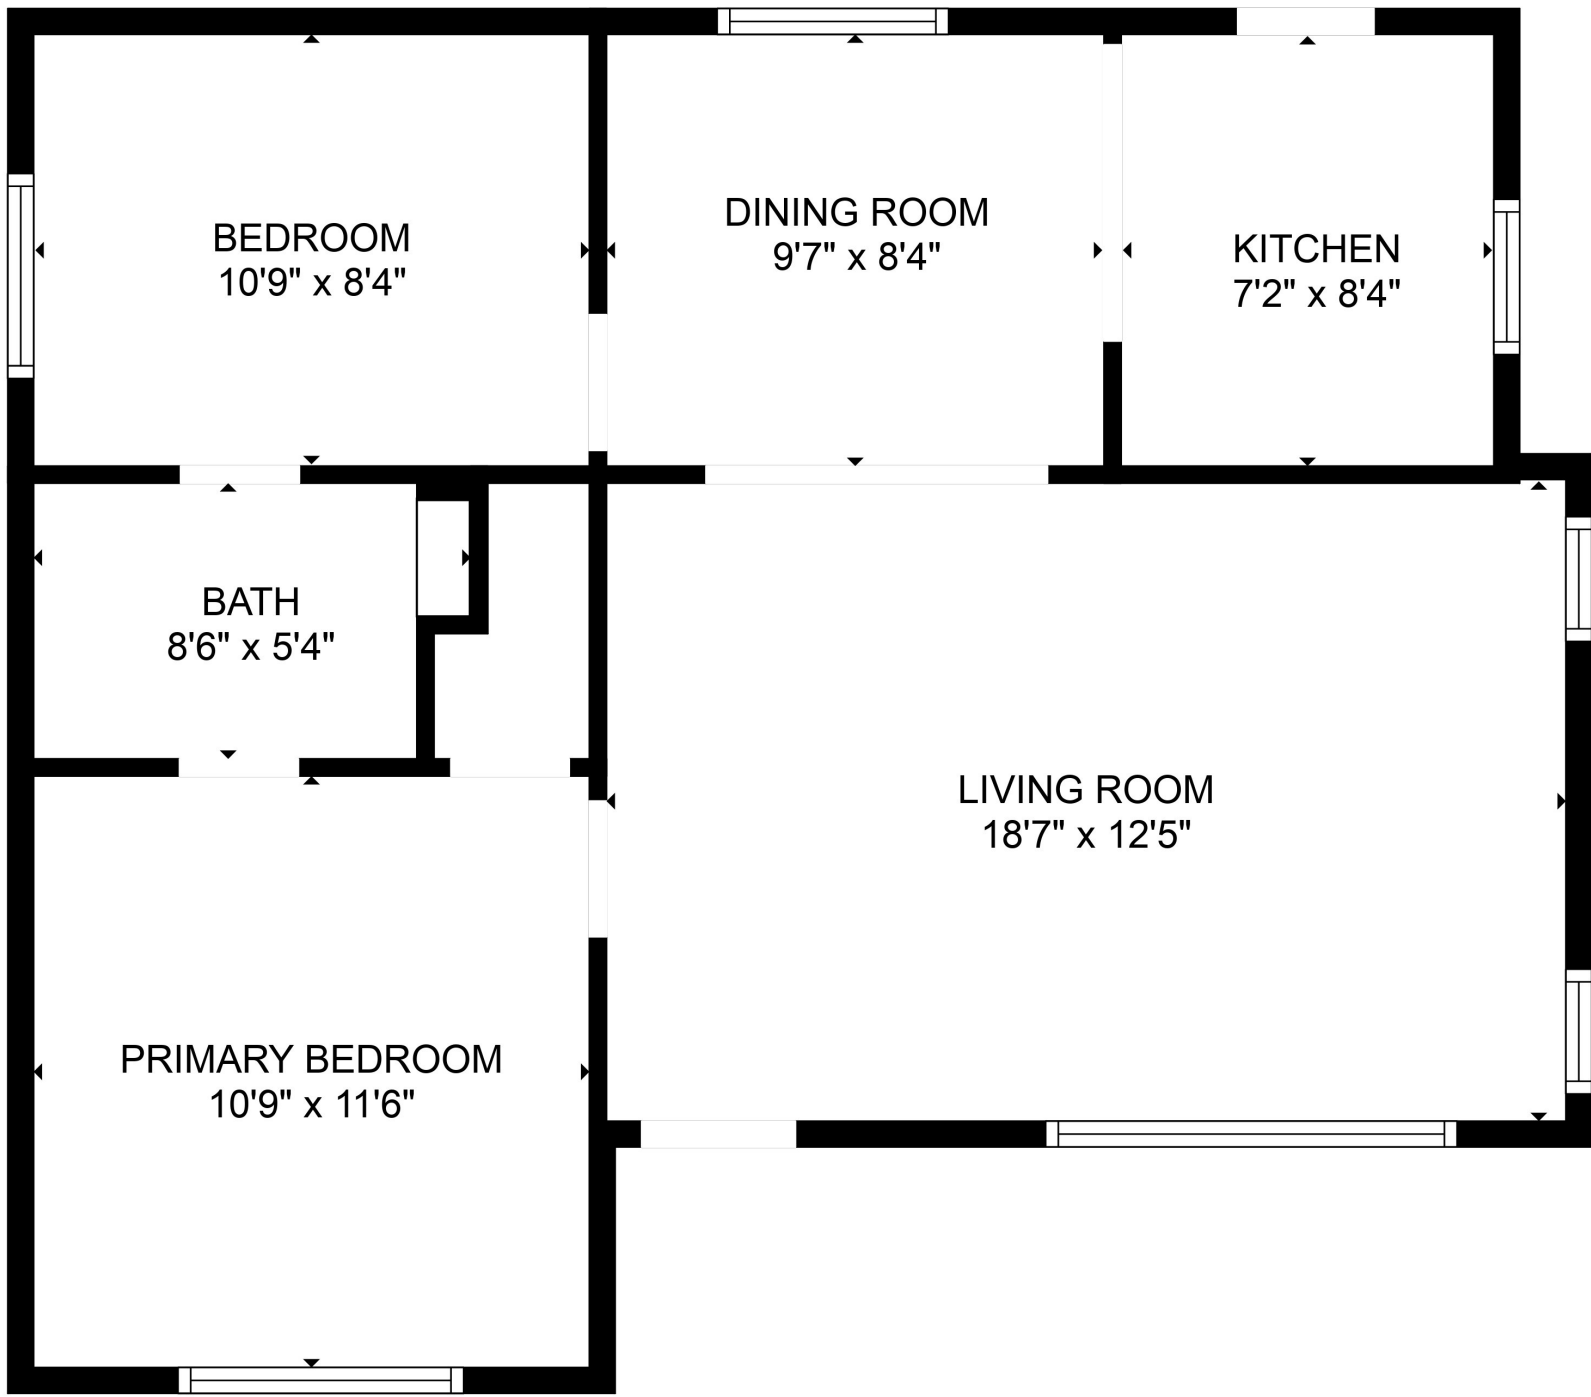 BEDROOM
10'9" x 8'4"
DINING ROOM
9'7" x 8'4"
KITCHEN
7'2" x 8'4"
BATH
8'6" x 5'4"
LIVING ROOM
18'7" x 12'5"
PRIMARY BEDROOM
10'9" x 11'6"